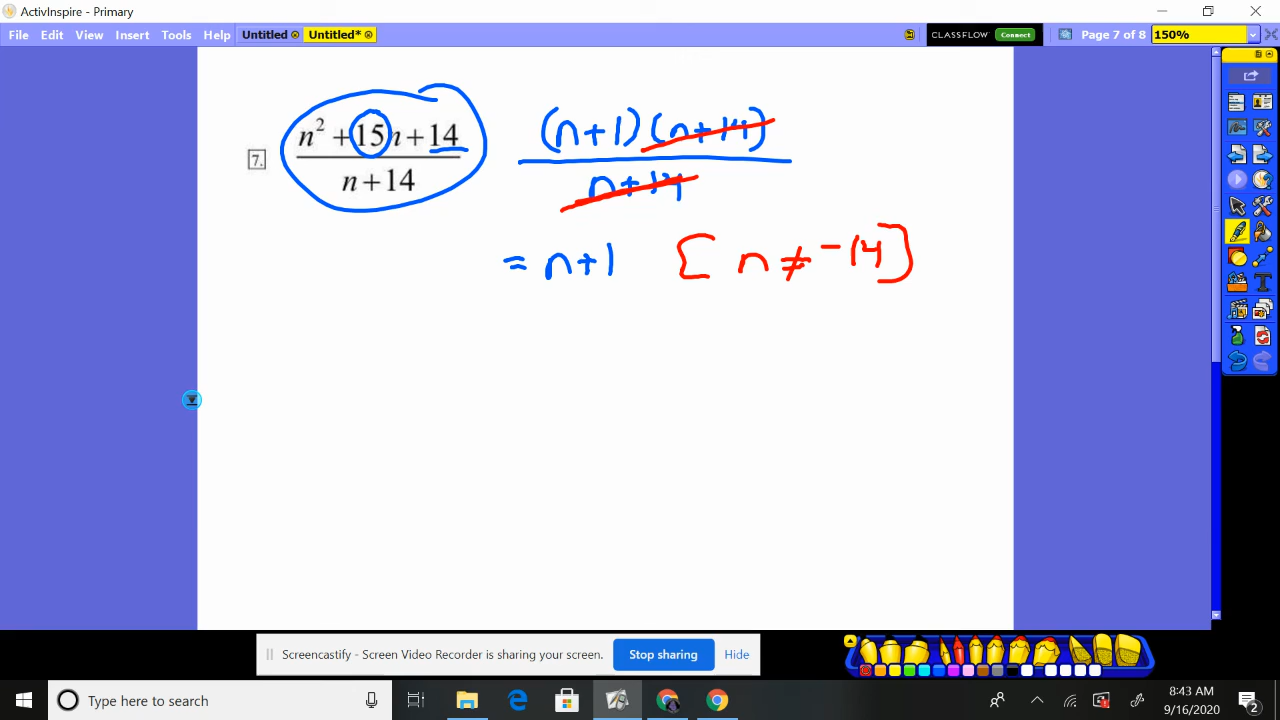 ActivInspire - Primary
File Edit View Insert Tools Help Untitled Untitled* CLASSFLOW Connect Page 7 of 8 150%
n² + 15n + 14 (n+1)(n+14)
7.
n + 14 n+14
= n+1 [ n ≠ ⁻14 ]
Screencastify - Screen Video Recorder is sharing your screen. Stop sharing Hide
Type here to search 8:43 AM
9/16/2020 2